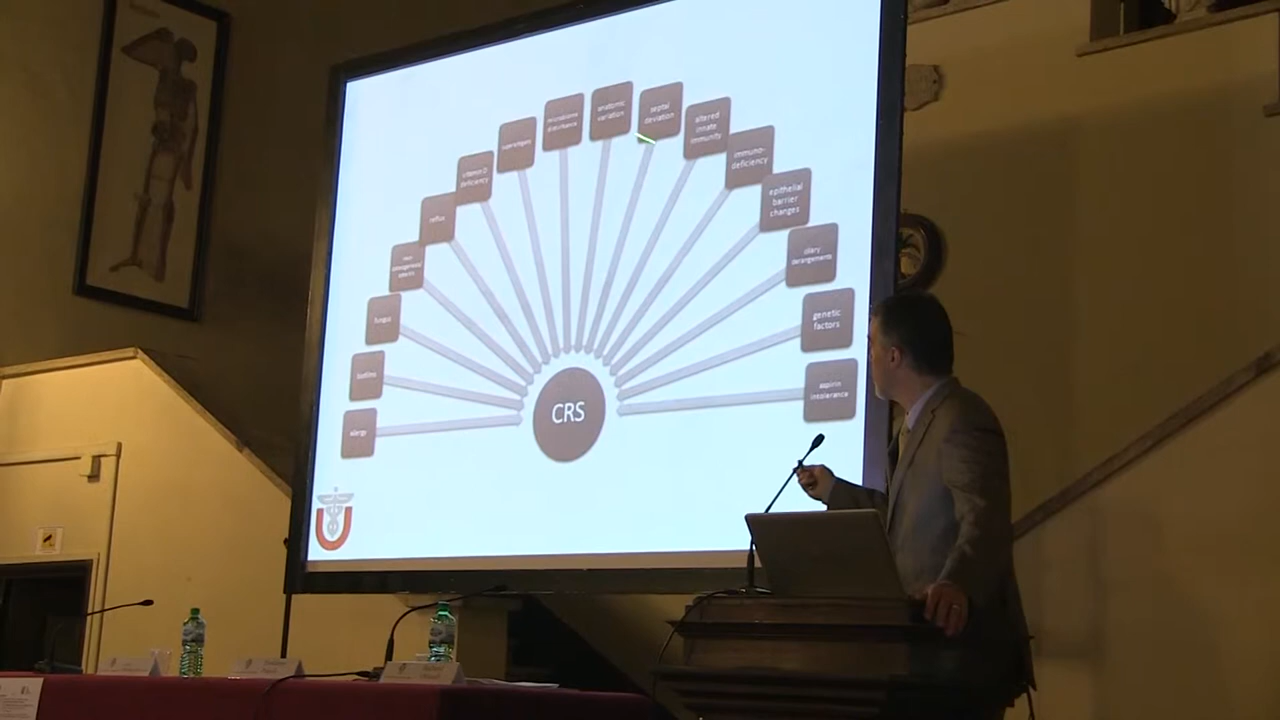 allergy
biofilms
fungus
reflux
vitamin D
deficiency
superantigens
microbiome
disturbance
anatomic
variation
septal
deviation
altered
innate
immunity
immuno-
deficiency
epithelial
barrier
changes
ciliary
derangements
genetic
factors
aspirin
intolerance
CRS
U